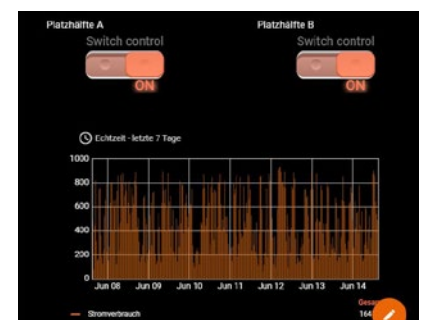 Platzhälfte A
Platzhälfte B
Switch control
Switch control
ON
ON
Echtzeit - letzte 7 Tage
1000
800
600
400
200
0
Jun 08 Jun 09 Jun 10 Jun 11 Jun 12 Jun 13 Jun 14
Stromverbrauch